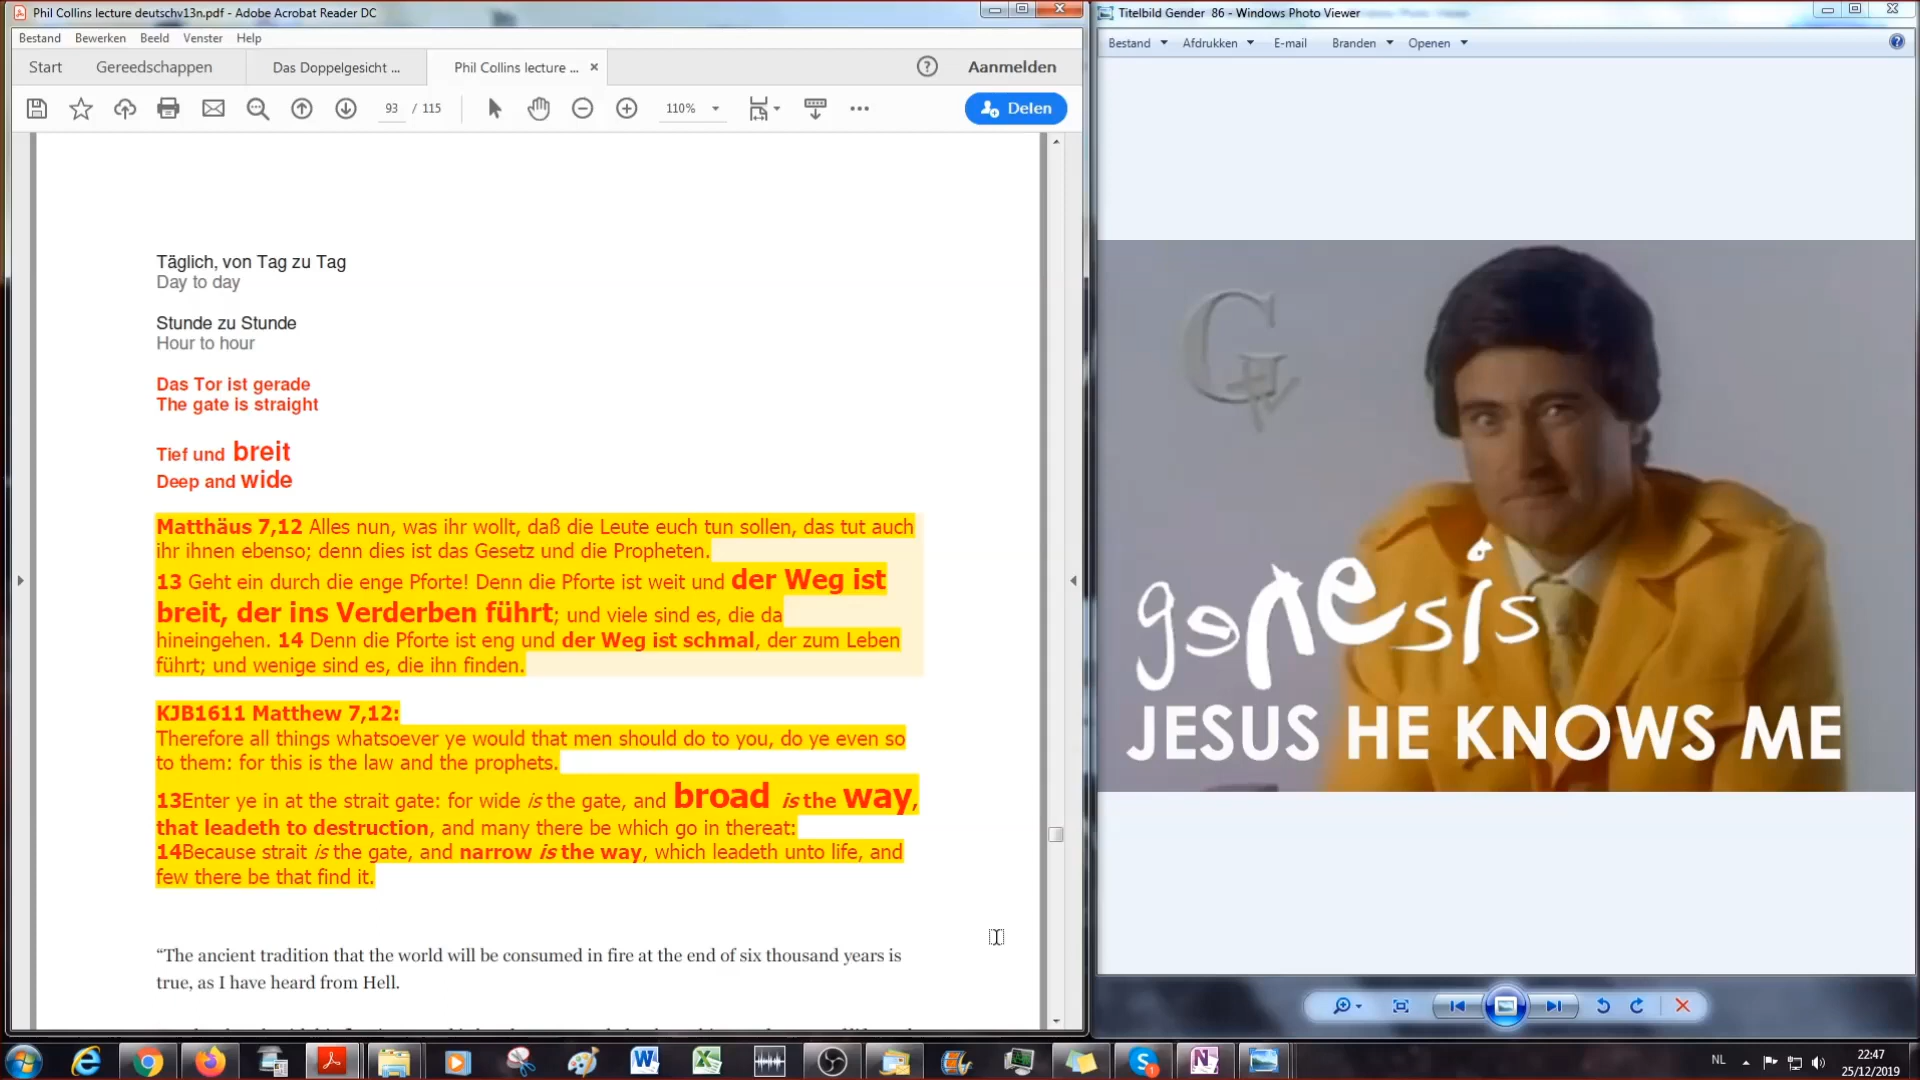 Phil Collins lecture deutschv13n.pdf - Adobe Acrobat Reader DC
Bestand Bewerken Beeld Venster Help
Start Gereedschappen Das Doppelgesicht ... Phil Collins lecture ... Aanmelden
93 / 115 110% Delen
Täglich, von Tag zu Tag
Day to day
Stunde zu Stunde
Hour to hour
Das Tor ist gerade
The gate is straight
Tief und breit
Deep and wide
Matthäus 7,12 Alles nun, was ihr wollt, daß die Leute euch tun sollen, das tut auch
ihr ihnen ebenso; denn dies ist das Gesetz und die Propheten.
13 Geht ein durch die enge Pforte! Denn die Pforte ist weit und der Weg ist
breit, der ins Verderben führt; und viele sind es, die da
hineingehen. 14 Denn die Pforte ist eng und der Weg ist schmal, der zum Leben
führt; und wenige sind es, die ihn finden.
KJB1611 Matthew 7,12:
Therefore all things whatsoever ye would that men should do to you, do ye even so
to them: for this is the law and the prophets.
13Enter ye in at the strait gate: for wide is the gate, and broad is the way,
that leadeth to destruction, and many there be which go in thereat:
14Because strait is the gate, and narrow is the way, which leadeth unto life, and
few there be that find it.
“The ancient tradition that the world will be consumed in fire at the end of six thousand years is
true, as I have heard from Hell.
Titelbild Gender 86 - Windows Photo Viewer
Bestand Afdrukken E-mail Branden Openen
GTV
genesis
JESUS HE KNOWS ME
NL
22:47
25/12/2019